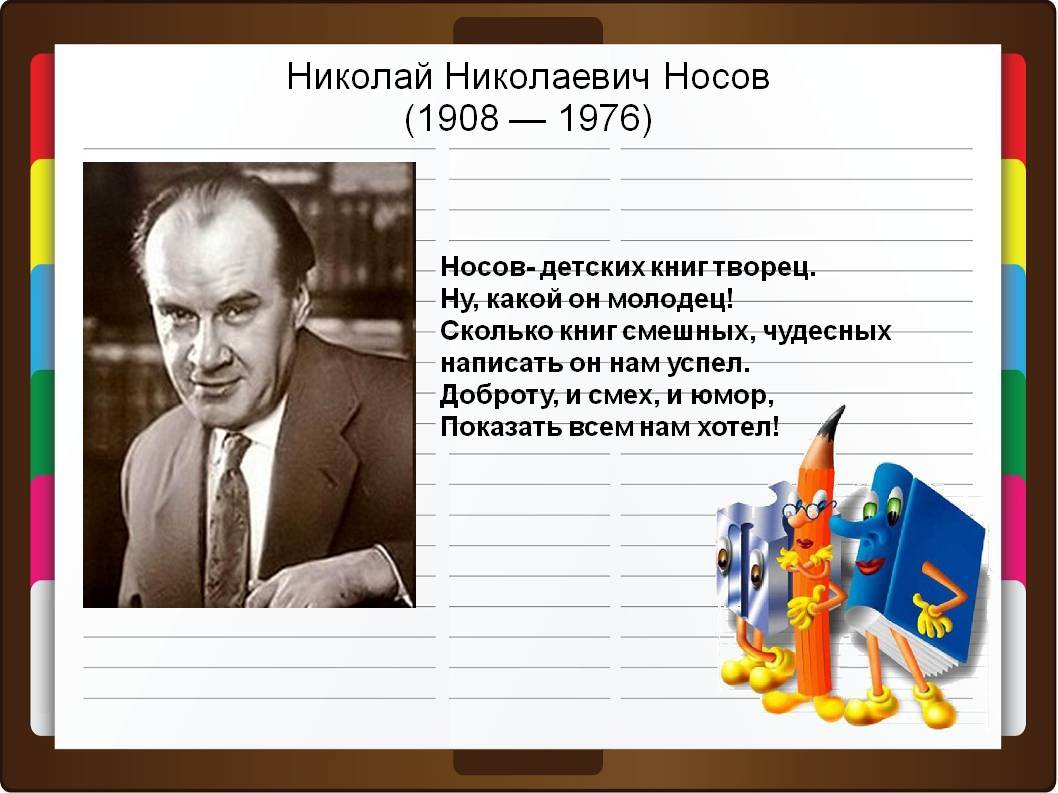 Николай Николаевич Носов
(1908 — 1976)
Носов- детских книг творец.
Ну, какой он молодец!
Сколько книг смешных, чудесных
написать он нам успел.
Доброту, и смех, и юмор,
Показать всем нам хотел!